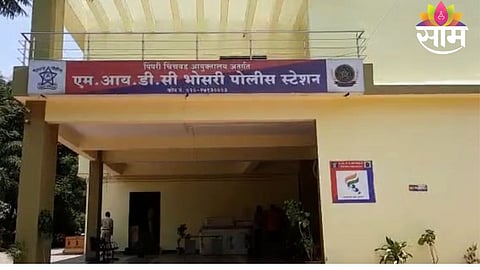 साम
पिंपरी चिंचवड आयुक्तालय अंतर्गत
एम.आय.डी.सी भोसरी पोलीस स्टेशन